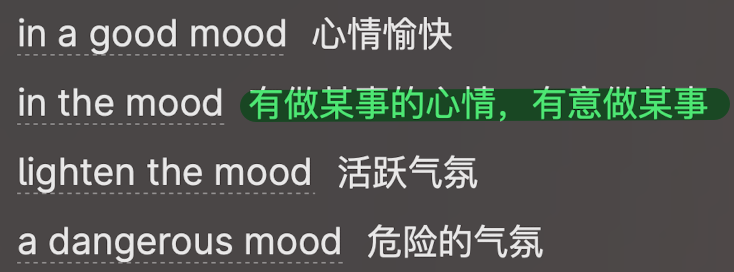 in a good mood 心情愉快
in the mood 有做某事的心情，有意做某事
lighten the mood 活跃气氛
a dangerous mood 危险的气氛